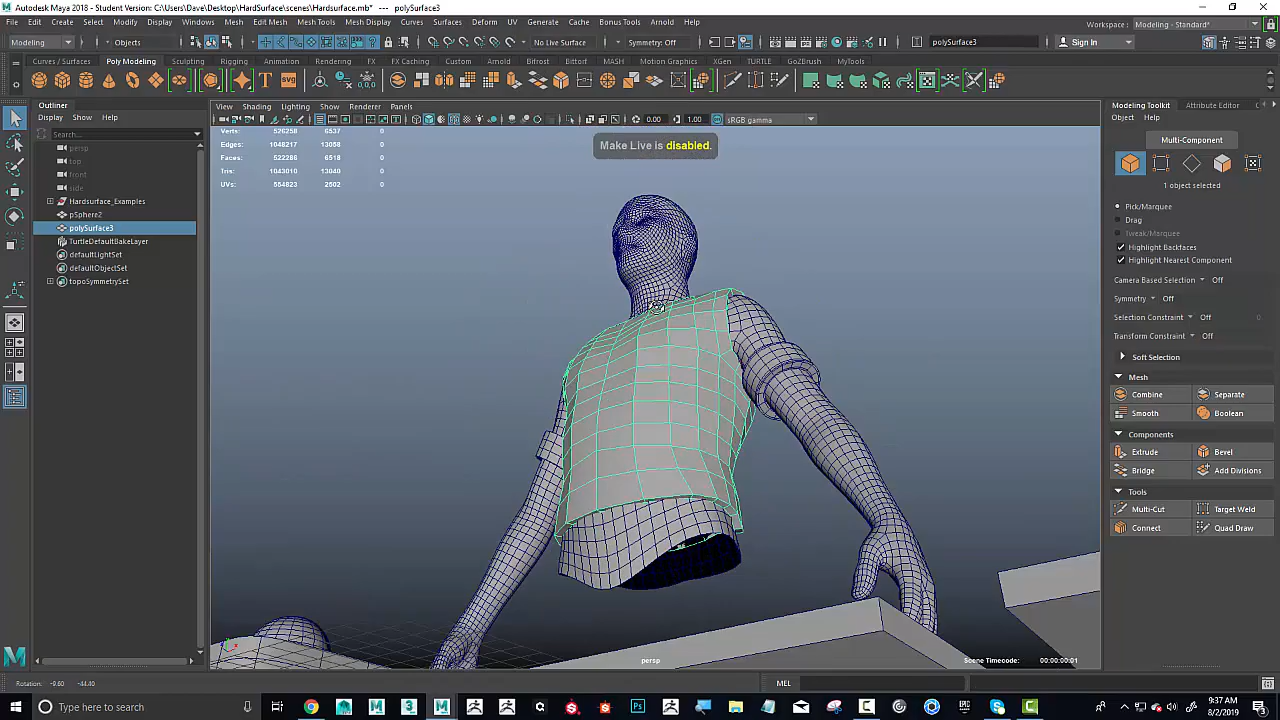 Autodesk Maya 2018 - Student Version: C:\Users\Dave\Desktop\HardSurface\scenes\Hardsurface.mb* --- polySurface3
File Edit Create Select Modify Display Windows Mesh Edit Mesh Mesh Tools Mesh Display Curves Surfaces Deform UV Generate Cache Bonus Tools Arnold Help
Workspace : Modeling - Standard*
Modeling Objects No Live Surface Symmetry: Off polySurface3 Sign In
Curves / Surfaces Poly Modeling Sculpting Rigging Animation Rendering FX FX Caching Custom Arnold Bifrost Bitfrost MASH Motion Graphics XGen TURTLE GoZBrush MyTools
Outliner
Display Show Help
Search...
persp
top
front
side
Hardsurface_Examples
pSphere2
polySurface3
TurtleDefaultBakeLayer
defaultLightSet
defaultObjectSet
topoSymmetrySet
View Shading Lighting Show Renderer Panels
0.00 1.00 sRGB gamma
Verts: 526258 6537 0
Edges: 1048217 13058 0
Faces: 522286 6518 0
Tris: 1043010 13040 0
UVs: 554823 2502 0
Make Live is disabled.
persp
Scene Timecode: 00:00:00:01
Modeling Toolkit Attribute Editor
Object Help
Multi-Component
1 object selected
Pick/Marquee
Drag
Tweak/Marquee
Highlight Backfaces
Highlight Nearest Component
Camera Based Selection Off
Symmetry Off
Selection Constraint Off
Transform Constraint Off
Soft Selection
Mesh
Combine Separate
Smooth Boolean
Components
Extrude Bevel
Bridge Add Divisions
Tools
Multi-Cut Target Weld
Connect Quad Draw
Rotation: -9.60 -44.40
MEL
Type here to search
9:37 AM
8/2/2019